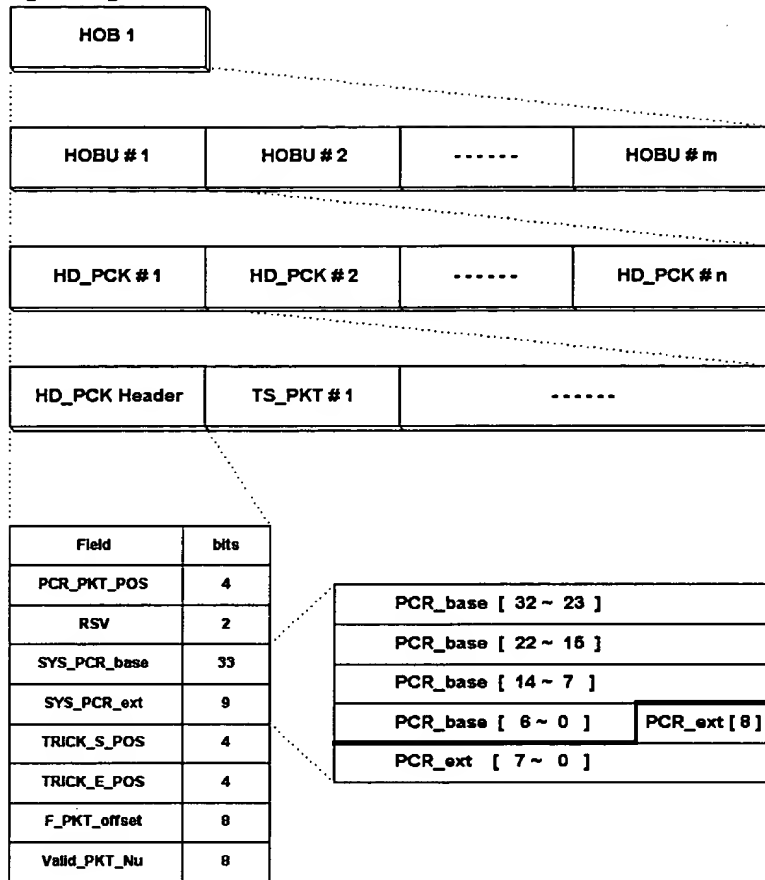 HOB 1
HOBU # 1 HOBU # 2 ------ HOBU # m
HD_PCK # 1 HD_PCK # 2 ------ HD_PCK # n
HD_PCK Header TS_PKT # 1 ------
Field bits
PCR_PKT_POS 4
RSV 2
SYS_PCR_base 33
SYS_PCR_ext 9
TRICK_S_POS 4
TRICK_E_POS 4
F_PKT_offset 8
Valid_PKT_Nu 8
PCR_base [ 32 ~ 23 ]
PCR_base [ 22 ~ 15 ]
PCR_base [ 14 ~ 7 ]
PCR_base [ 6 ~ 0 ] PCR_ext [ 8 ]
PCR_ext [ 7 ~ 0 ]